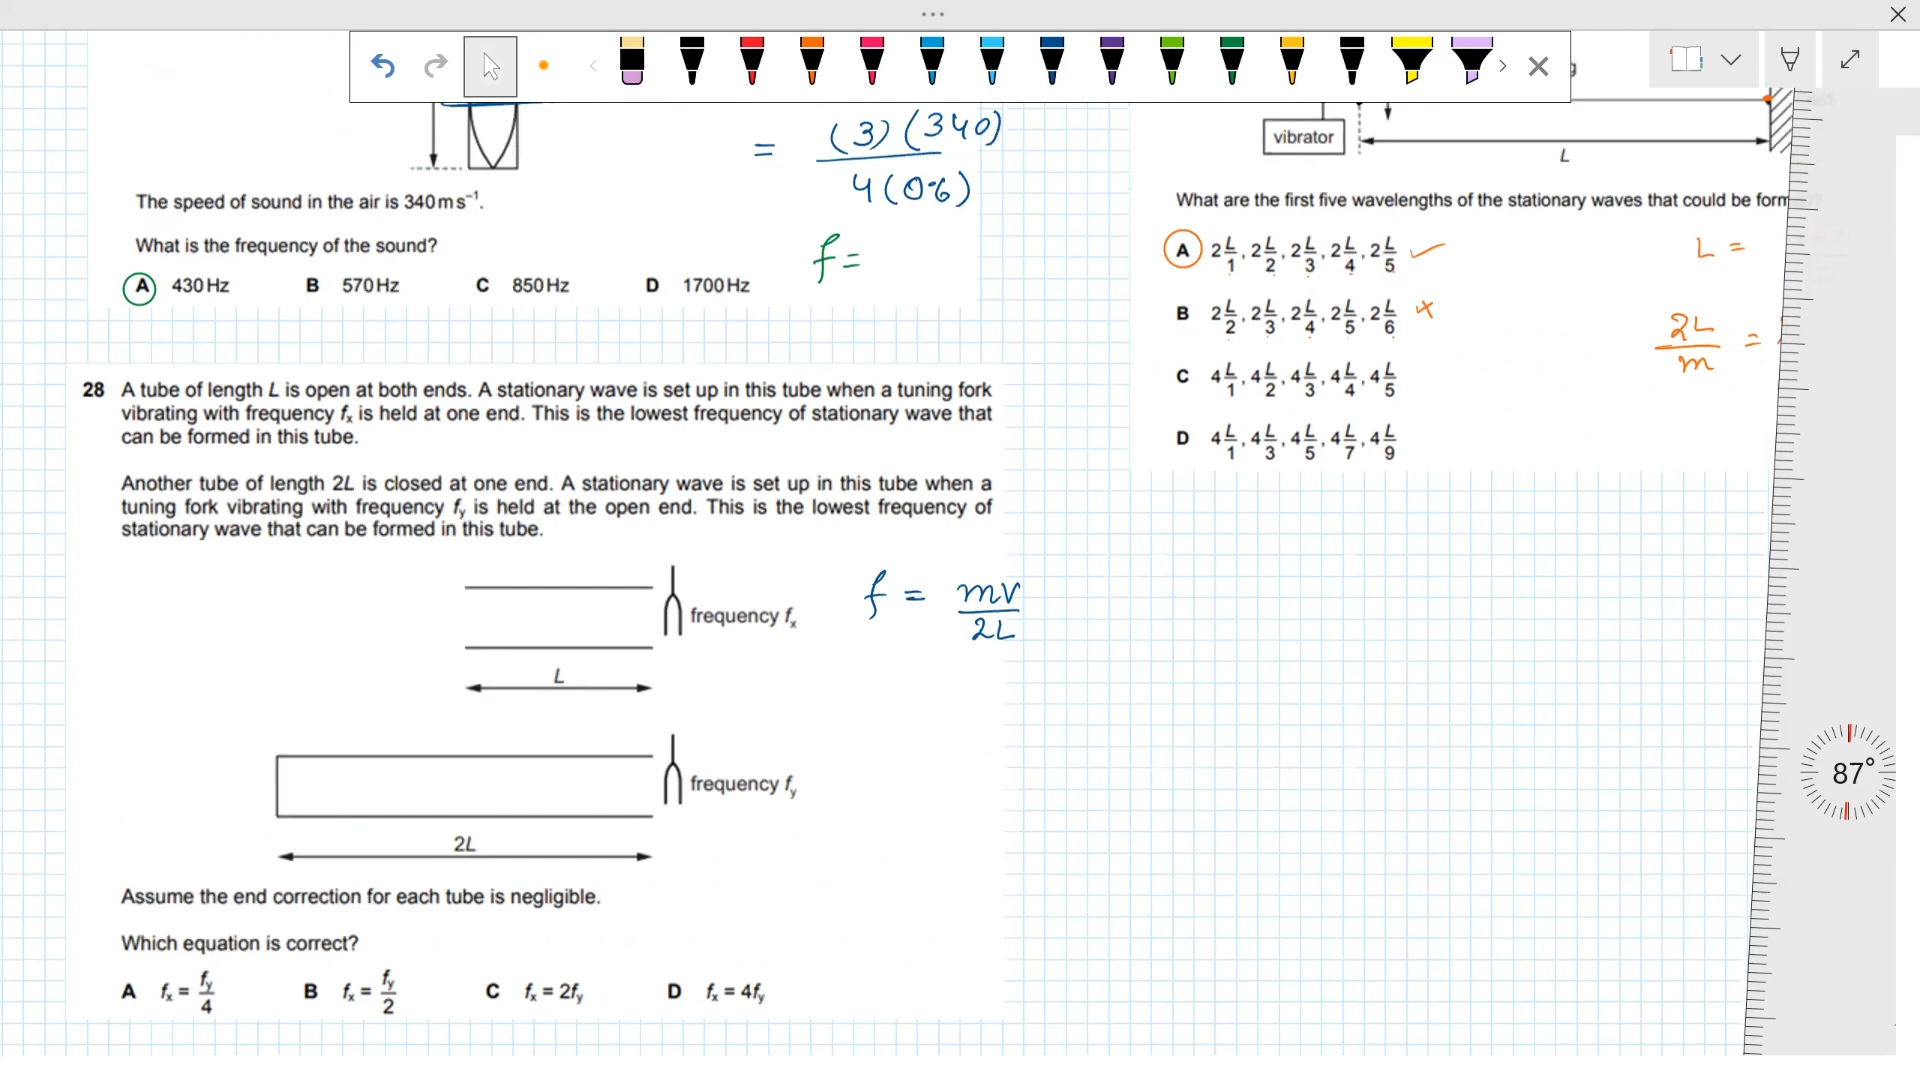 = (3)(340)
4(0.6)
The speed of sound in the air is 340 m s⁻¹.
What is the frequency of the sound?
f =
A 430 Hz B 570 Hz C 850 Hz D 1700 Hz
28 A tube of length L is open at both ends. A stationary wave is set up in this tube when a tuning fork
vibrating with frequency fₓ is held at one end. This is the lowest frequency of stationary wave that
can be formed in this tube.
Another tube of length 2L is closed at one end. A stationary wave is set up in this tube when a
tuning fork vibrating with frequency fᵧ is held at the open end. This is the lowest frequency of
stationary wave that can be formed in this tube.
frequency fₓ
f = mv
2L
L
frequency fᵧ
2L
Assume the end correction for each tube is negligible.
Which equation is correct?
A fₓ = fᵧ/4 B fₓ = fᵧ/2 C fₓ = 2fᵧ D fₓ = 4fᵧ
vibrator
L
What are the first five wavelengths of the stationary waves that could be form
A 2L/1, 2L/2, 2L/3, 2L/4, 2L/5 ✓
B 2L/2, 2L/3, 2L/4, 2L/5, 2L/6 ×
C 4L/1, 4L/2, 4L/3, 4L/4, 4L/5
D 4L/1, 4L/3, 4L/5, 4L/7, 4L/9
L =
2L/m =
87°